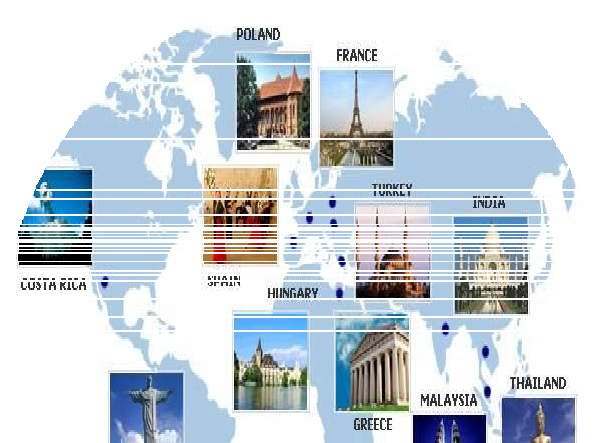 POLAND
FRANCE
TURKEY
INDIA
COSTA RICA
SPAIN
HUNGARY
THAILAND
MALAYSIA
GREECE